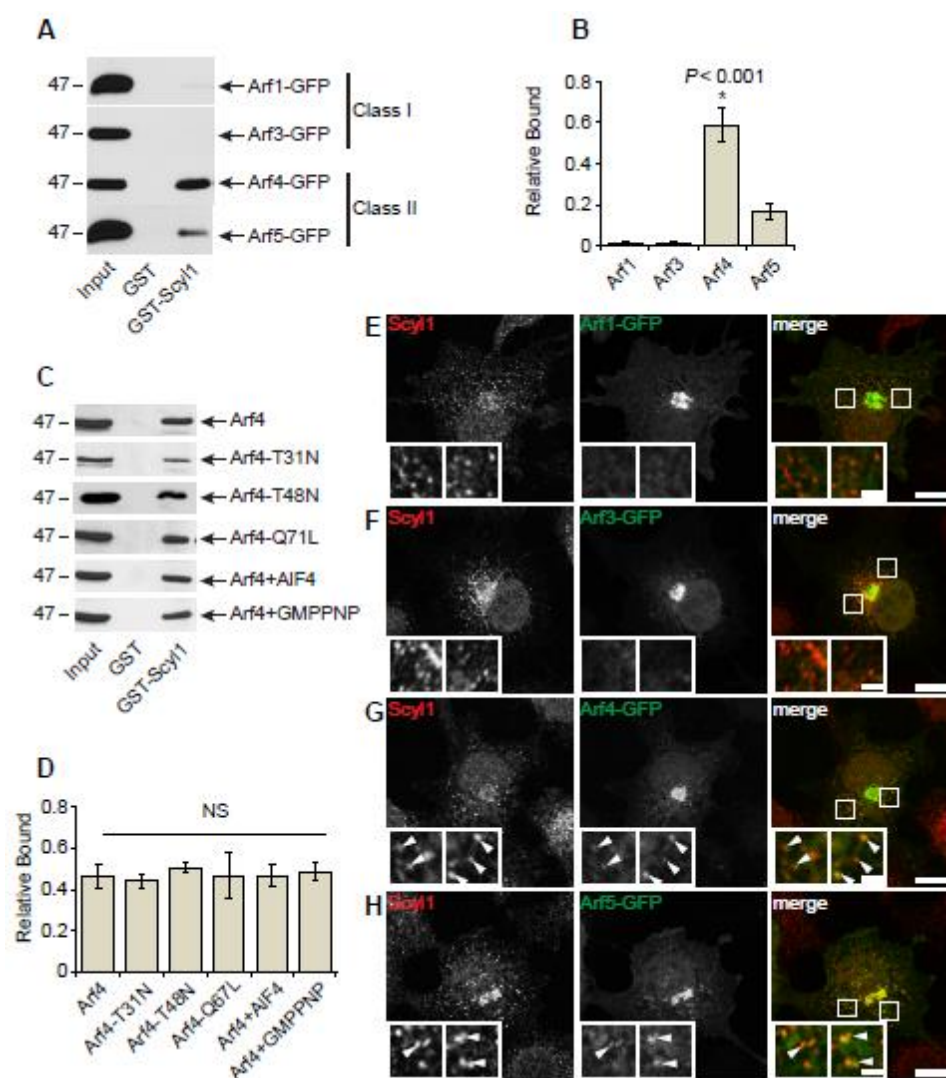 A
47
Arf1-GFP
47
Arf3-GFP
Class I
47
Arf4-GFP
47
Arf5-GFP
Class II
Input
GST
GST-Scyl1
B
P < 0.001
*
Relative Bound
0.8
0.6
0.4
0.2
0
Arf1
Arf3
Arf4
Arf5
C
47
Arf4
47
Arf4-T31N
47
Arf4-T48N
47
Arf4-Q71L
47
Arf4+AlF4
47
Arf4+GMPPNP
Input
GST
GST-Scyl1
D
NS
Relative Bound
0.8
0.6
0.4
0.2
0
Arf4
Arf4-T31N
Arf4-T48N
Arf4-Q67L
Arf4+AlF4
Arf4+GMPPNP
E
Scyl1
Arf1-GFP
merge
F
Scyl1
Arf3-GFP
merge
G
Scyl1
Arf4-GFP
merge
H
Scyl1
Arf5-GFP
merge